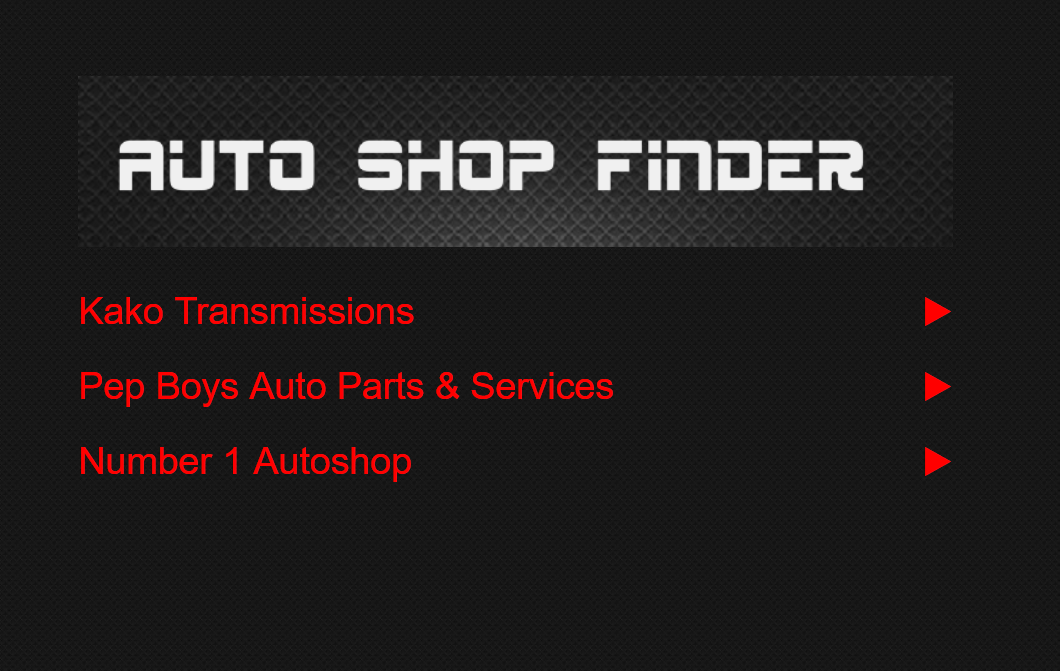 AUTO SHOP FINDER
Kako Transmissions
Pep Boys Auto Parts & Services
Number 1 Autoshop